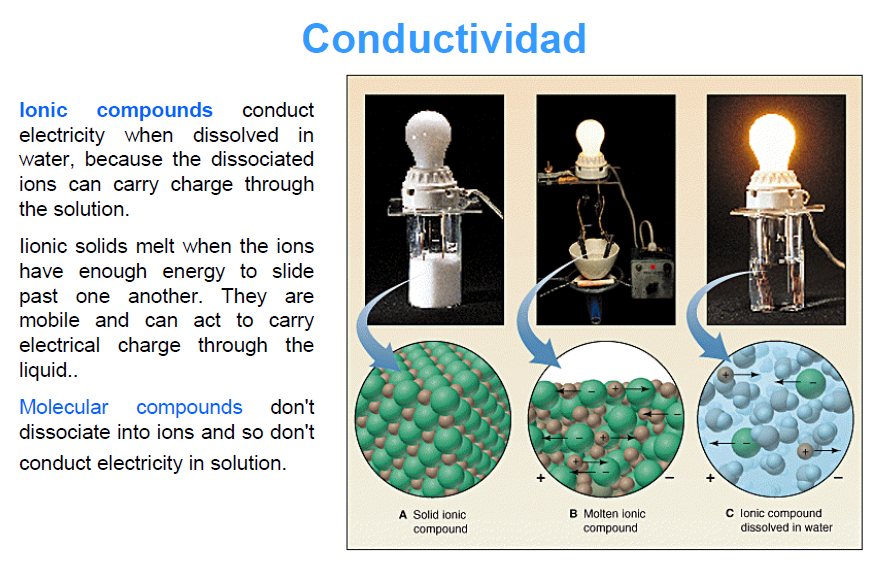 Conductividad
Ionic compounds conduct
electricity when dissolved in
water, because the dissociated
ions can carry charge through
the solution.
Iionic solids melt when the ions
have enough energy to slide
past one another. They are
mobile and can act to carry
electrical charge through the
liquid..
Molecular compounds don't
dissociate into ions and so don't
conduct electricity in solution.
+ −
+ −
A Solid ionic
compound
B Molten ionic
compound
C Ionic compound
dissolved in water